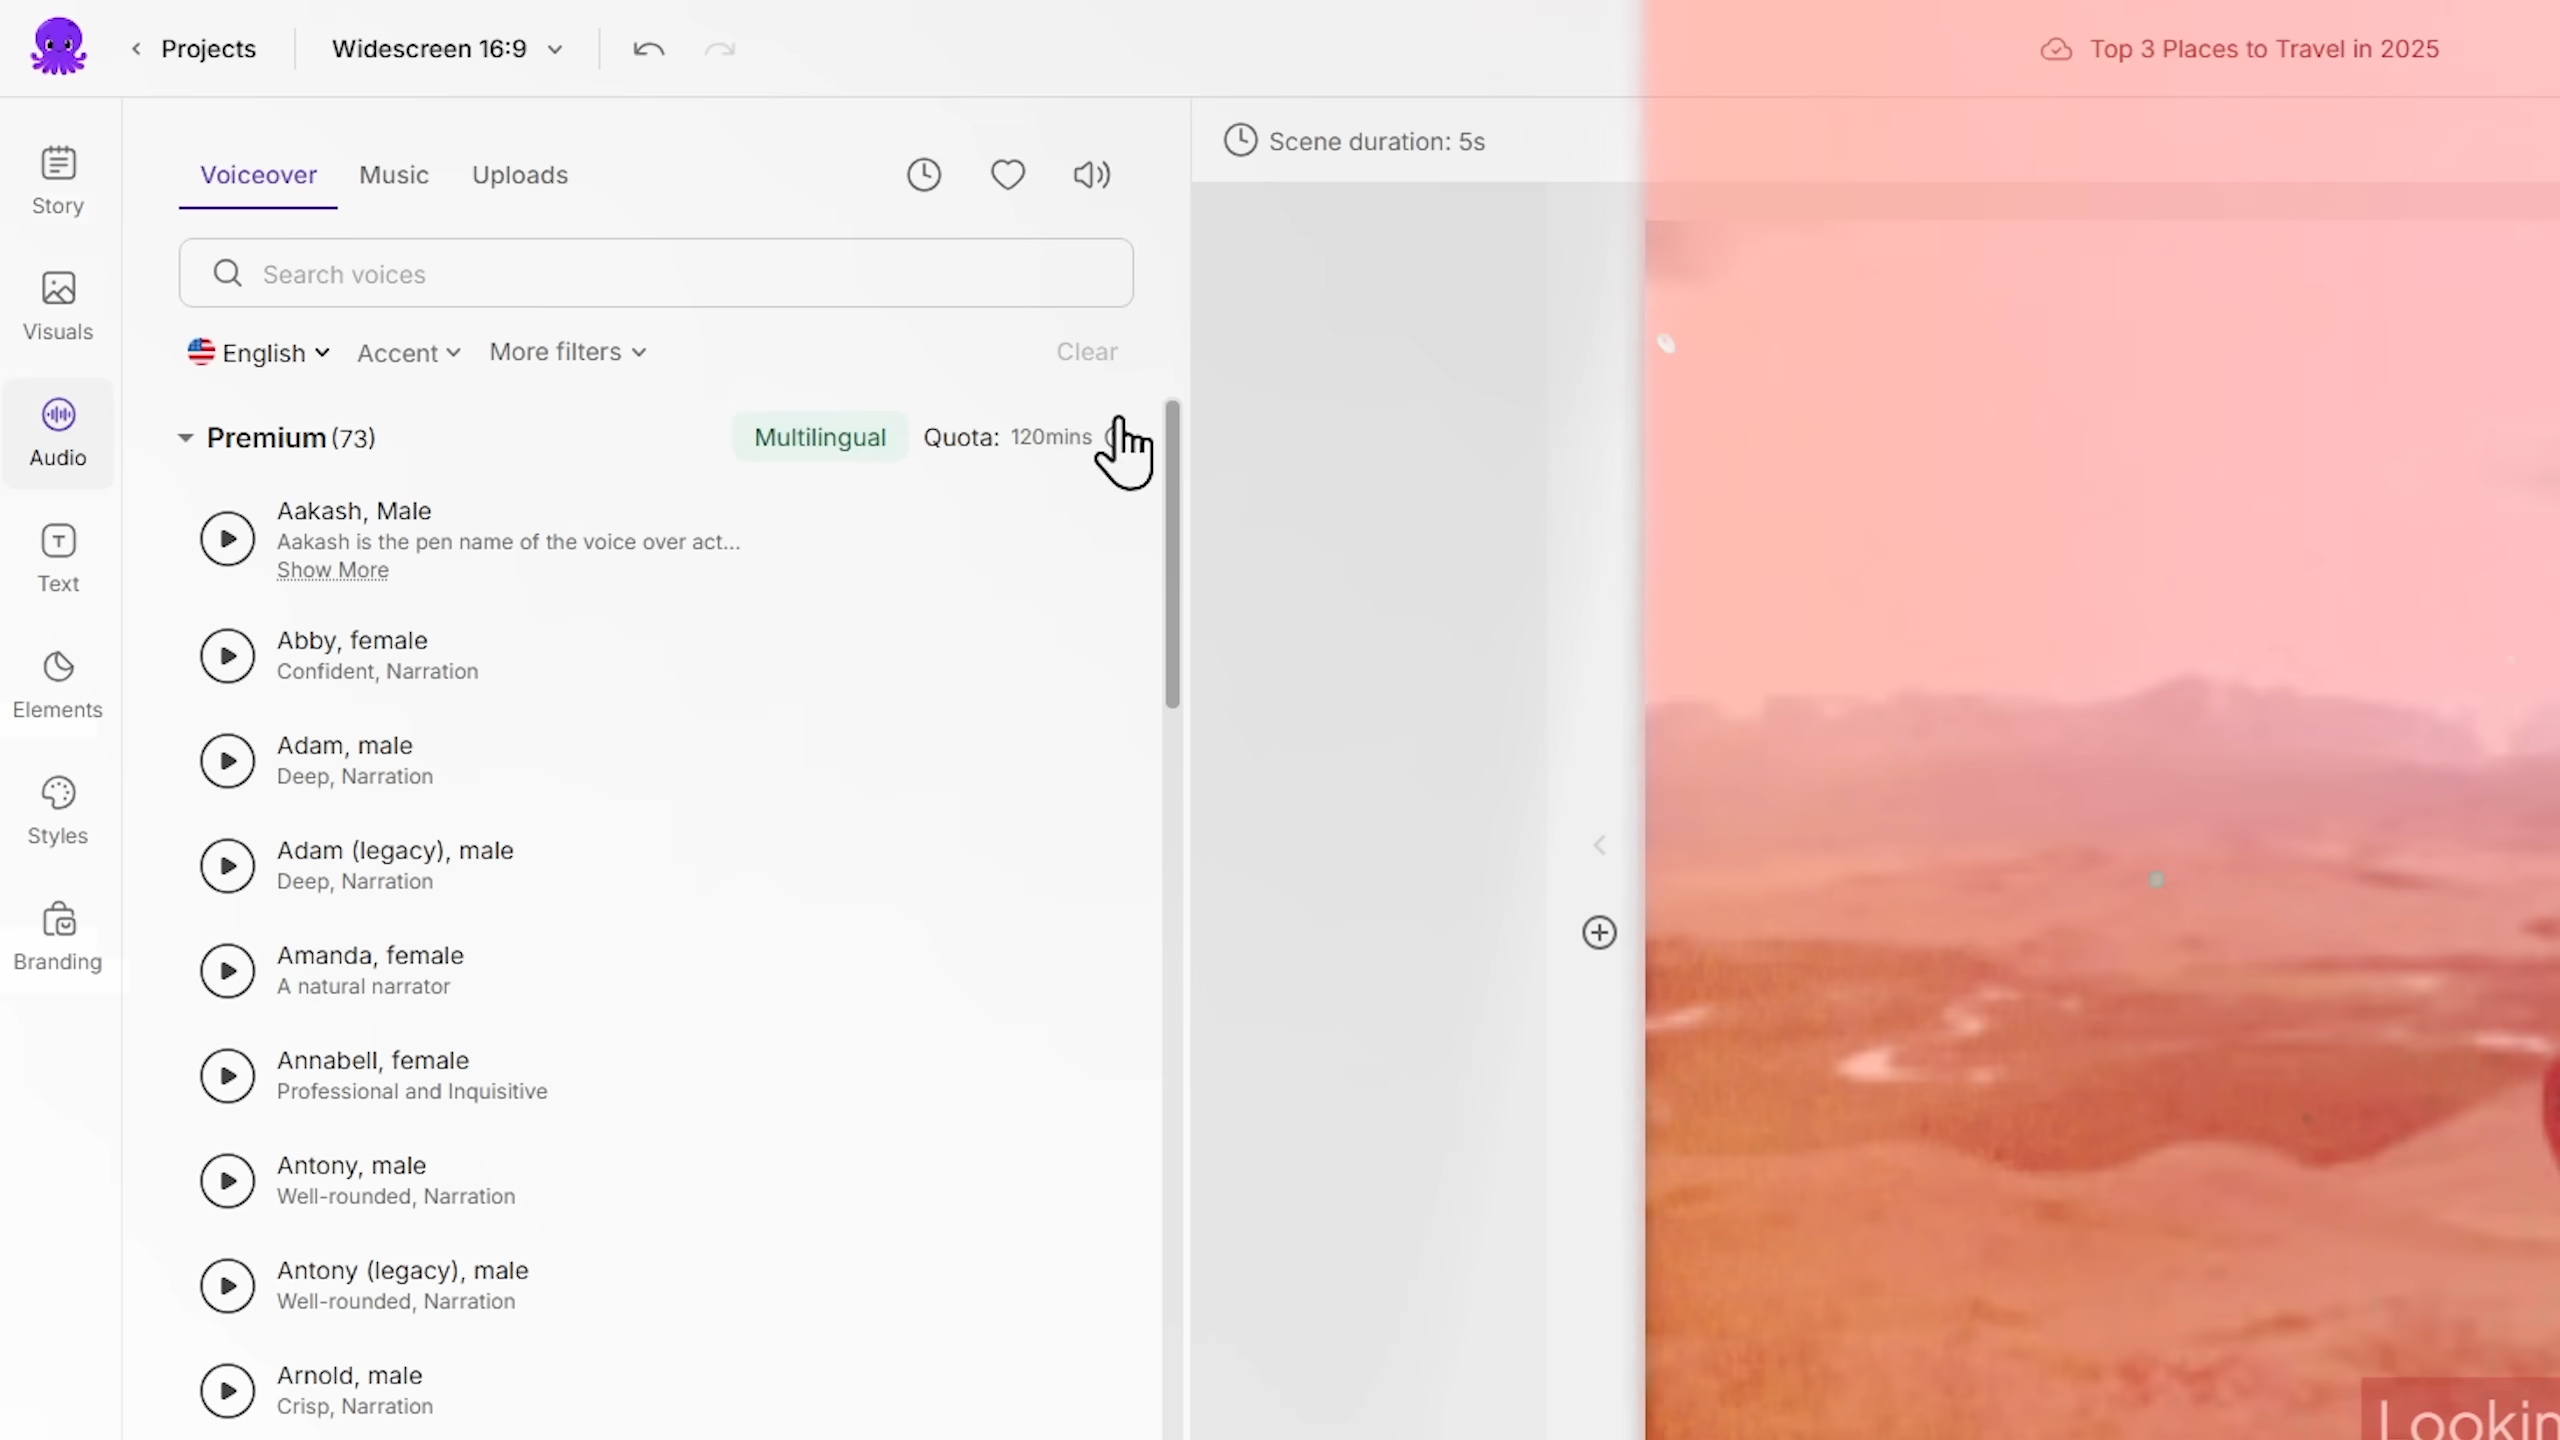 Projects
Widescreen 16:9
Top 3 Places to Travel in 2025
Story
Visuals
Audio
Text
Elements
Styles
Branding
Voiceover
Music
Uploads
Search voices
English
Accent
More filters
Clear
Premium (73)
Multilingual
Quota: 120mins
Aakash, Male
Aakash is the pen name of the voice over act...
Show More
Abby, female
Confident, Narration
Adam, male
Deep, Narration
Adam (legacy), male
Deep, Narration
Amanda, female
A natural narrator
Annabell, female
Professional and Inquisitive
Antony, male
Well-rounded, Narration
Antony (legacy), male
Well-rounded, Narration
Arnold, male
Crisp, Narration
Scene duration: 5s